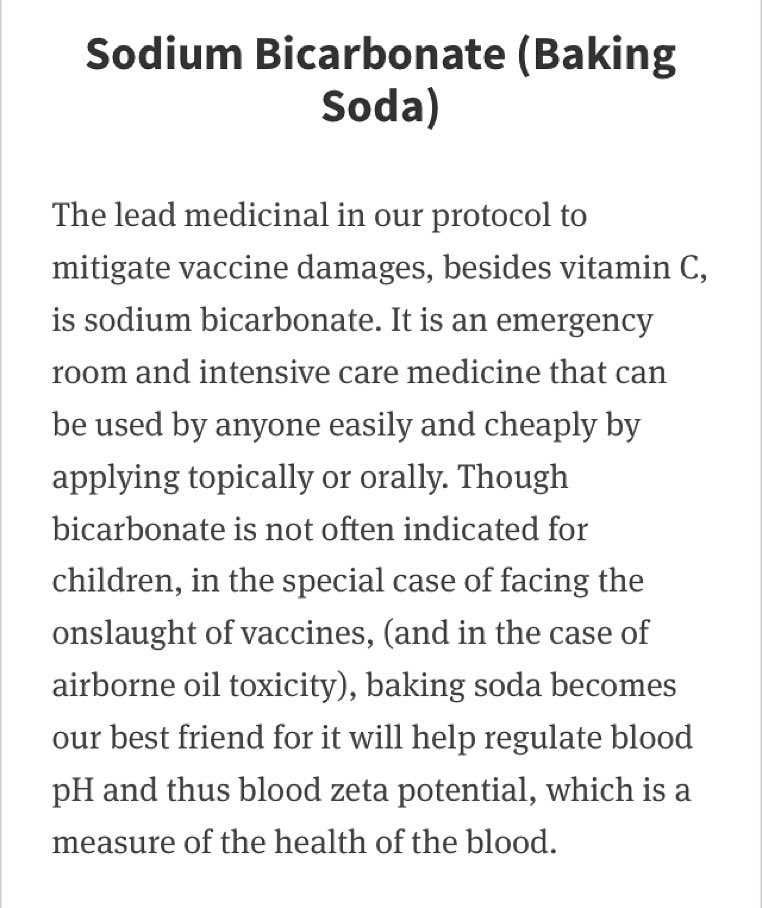 Sodium Bicarbonate (Baking
Soda)
The lead medicinal in our protocol to
mitigate vaccine damages, besides vitamin C,
is sodium bicarbonate. It is an emergency
room and intensive care medicine that can
be used by anyone easily and cheaply by
applying topically or orally. Though
bicarbonate is not often indicated for
children, in the special case of facing the
onslaught of vaccines, (and in the case of
airborne oil toxicity), baking soda becomes
our best friend for it will help regulate blood
pH and thus blood zeta potential, which is a
measure of the health of the blood.